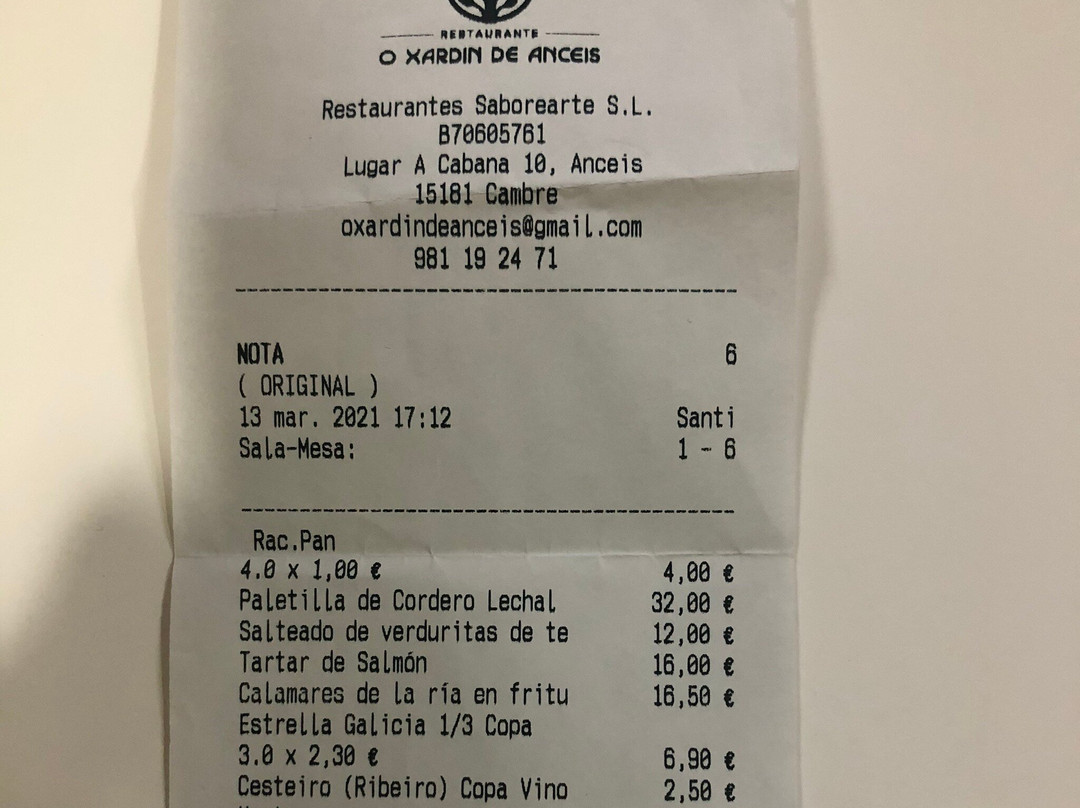 RESTAURANTE
O XARDIN DE ANCEIS
Restaurantes Saborearte S.L.
B70605761
Lugar A Cabana 10, Anceis
15181 Cambre
oxardindeanceis@gmail.com
981 19 24 71
NOTA 6
( ORIGINAL )
13 mar. 2021 17:12 Santi
Sala-Mesa: 1 - 6
Rac.Pan
4.0 x 1,00 € 4,00 €
Paletilla de Cordero Lechal 32,00 €
Salteado de verduritas de te 12,00 €
Tartar de Salmón 16,00 €
Calamares de la ría en fritu 16,50 €
Estrella Galicia 1/3 Copa
3.0 x 2,30 € 6,90 €
Cesteiro (Ribeiro) Copa Vino 2,50 €